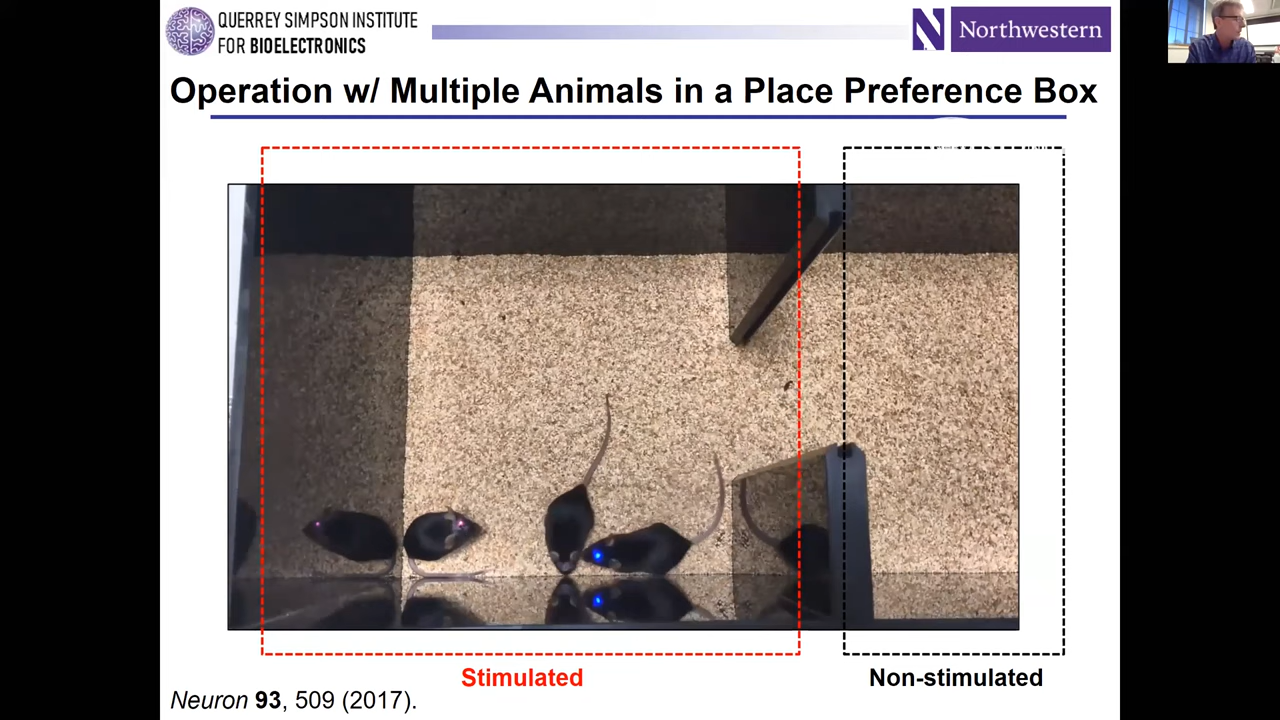 QUERREY SIMPSON INSTITUTE
FOR BIOELECTRONICS
N Northwestern
Operation w/ Multiple Animals in a Place Preference Box
Stimulated
Non-stimulated
Neuron 93, 509 (2017).